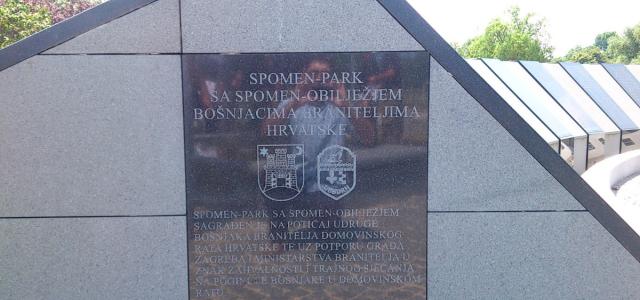 SPOMEN-PARK
SA SPOMEN-OBILJEŽJEM
BOŠNJACIMA BRANITELJIMA
HRVATSKE
SPOMEN-PARK SA SPOMEN-OBILJEŽJEM
SAGRAĐEN JE NA POTICAJ UDRUGE
BOŠNJAKA BRANITELJA DOMOVINSKOG
RATA HRVATSKE TE UZ POTPORU GRADA
ZAGREBA I MINISTARSTVA BRANITELJA U
ZNAK ZAHVALNOSTI I TRAJNOG SJEĆANJA
NA POGINULE BOŠNJAKE U DOMOVINSKOM
RATU